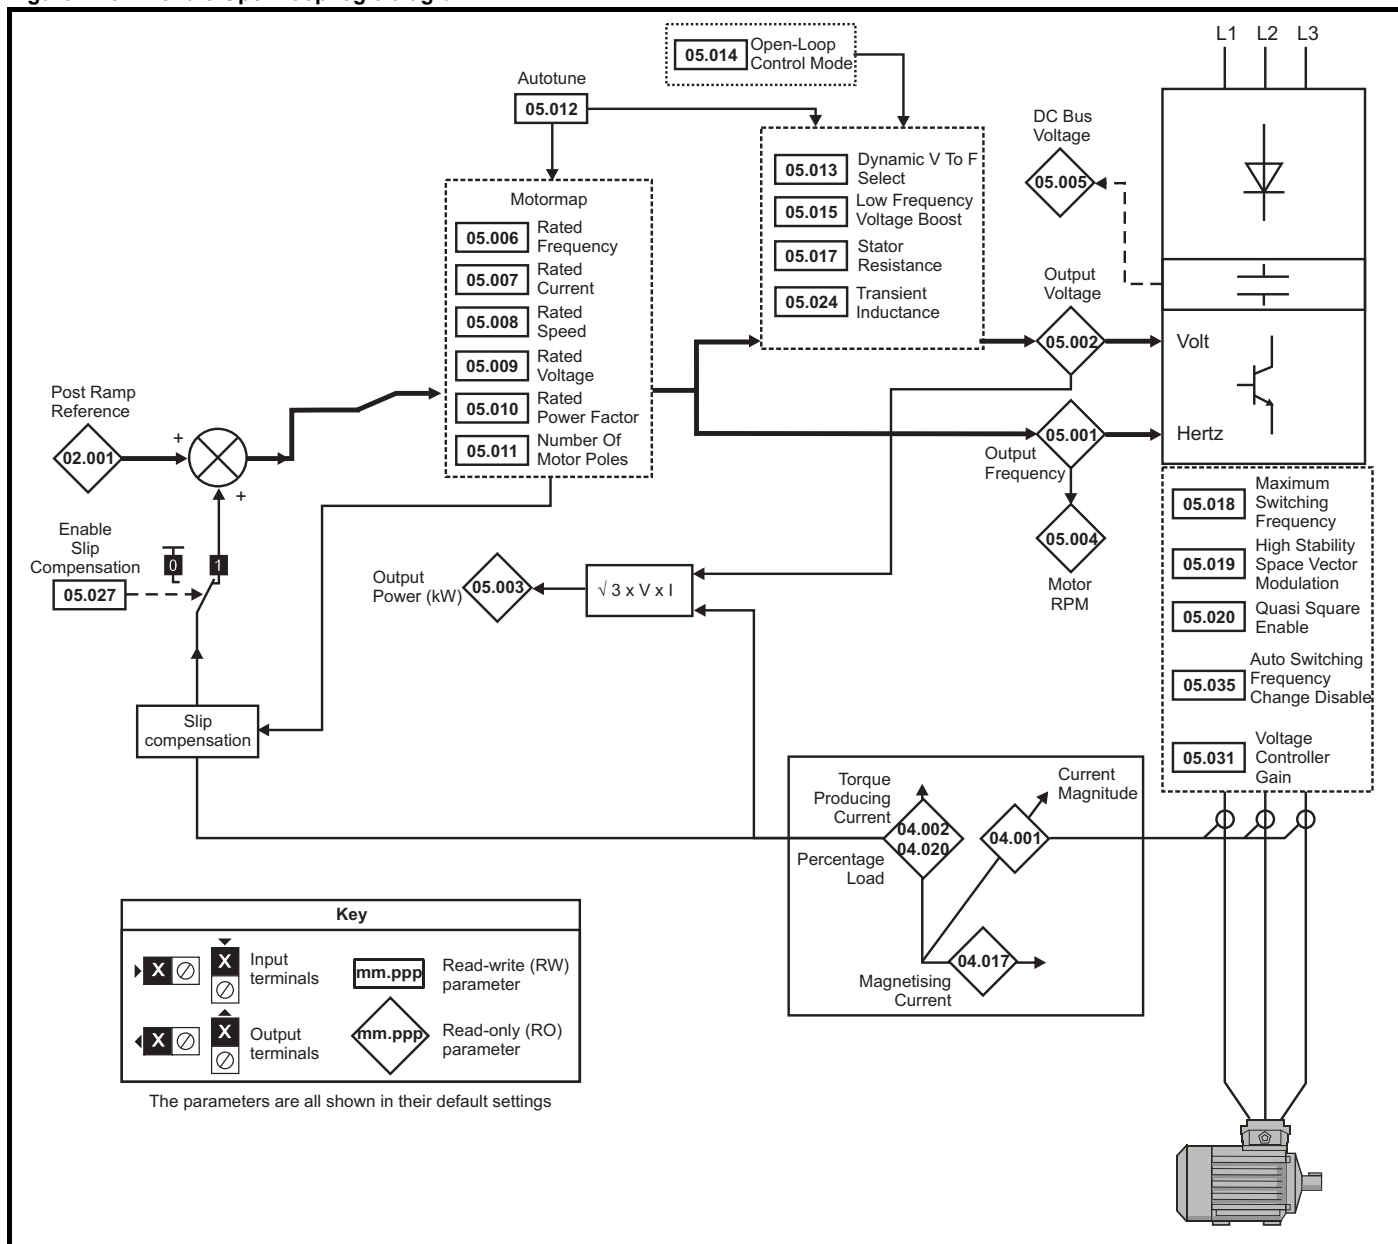 05.014
Open-Loop
Control Mode
L1 L2 L3
Autotune
05.012
DC Bus
Voltage
05.005
05.013
Dynamic V To F
Select
05.015
Low Frequency
Voltage Boost
05.017
Stator
Resistance
05.024
Transient
Inductance
Motormap
05.006
Rated
Frequency
05.007
Rated
Current
05.008
Rated
Speed
05.009
Rated
Voltage
05.010
Rated
Power Factor
05.011
Number Of
Motor Poles
Output
Voltage
05.002
Volt
Post Ramp
Reference
02.001
+
+
05.001
Output
Frequency
Hertz
05.004
Motor
RPM
Enable
Slip
Compensation
05.027
0
1
Output
Power (kW)
05.003
√ 3 x V x I
05.018
Maximum
Switching
Frequency
05.019
High Stability
Space Vector
Modulation
05.020
Quasi Square
Enable
05.035
Auto Switching
Frequency
Change Disable
05.031
Voltage
Controller
Gain
Slip
compensation
Torque
Producing
Current
04.002
04.020
Percentage
Load
Current
Magnitude
04.001
04.017
Magnetising
Current
Key
X
X
Input
terminals
mm.ppp
Read-write (RW)
parameter
X
X
Output
terminals
mm.ppp
Read-only (RO)
parameter
The parameters are all shown in their default settings